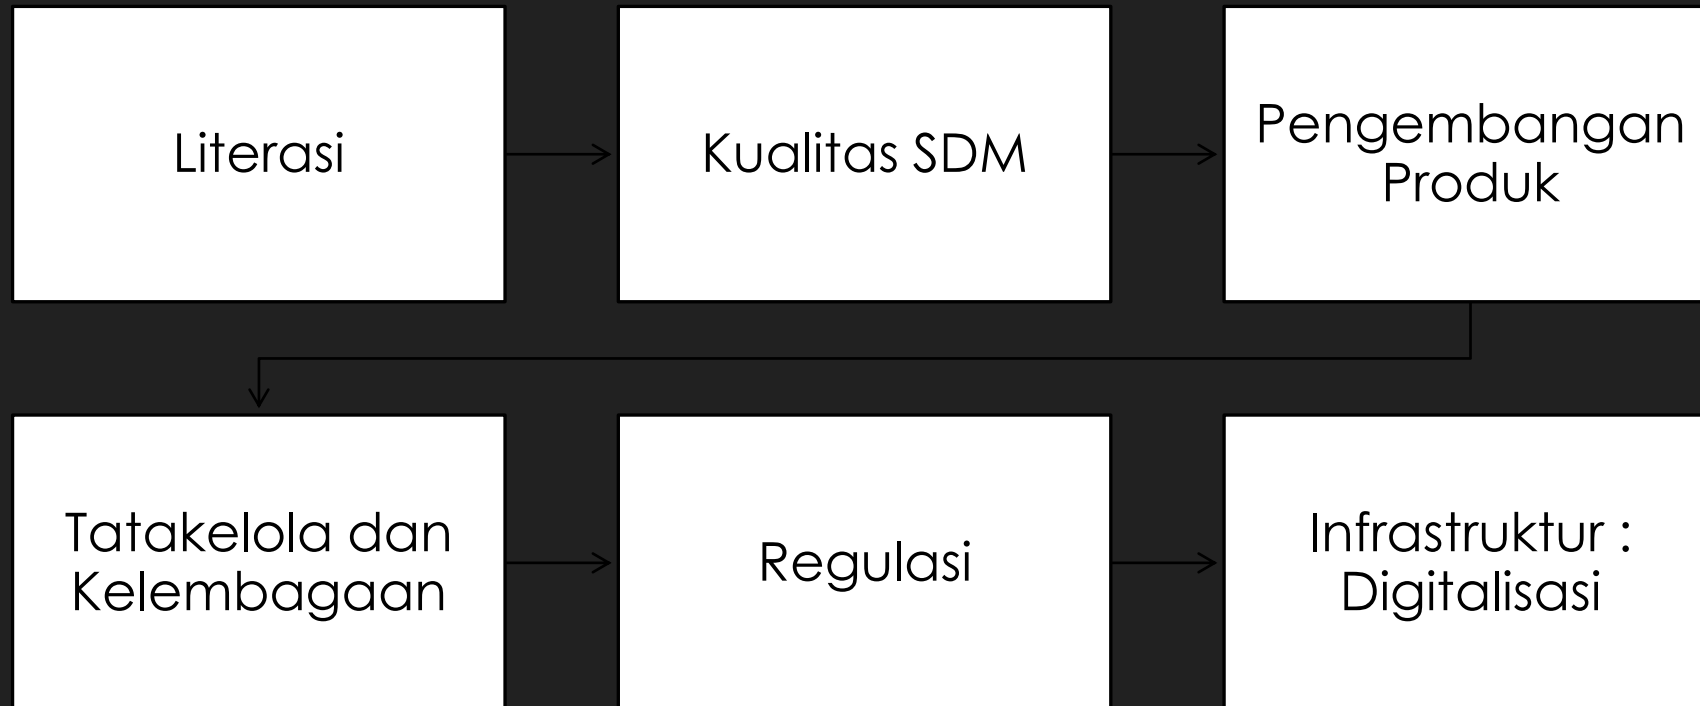 Literasi
Kualitas SDM
Pengembangan
Produk
Tatakelola dan
Kelembagaan
Regulasi
Infrastruktur :
Digitalisasi